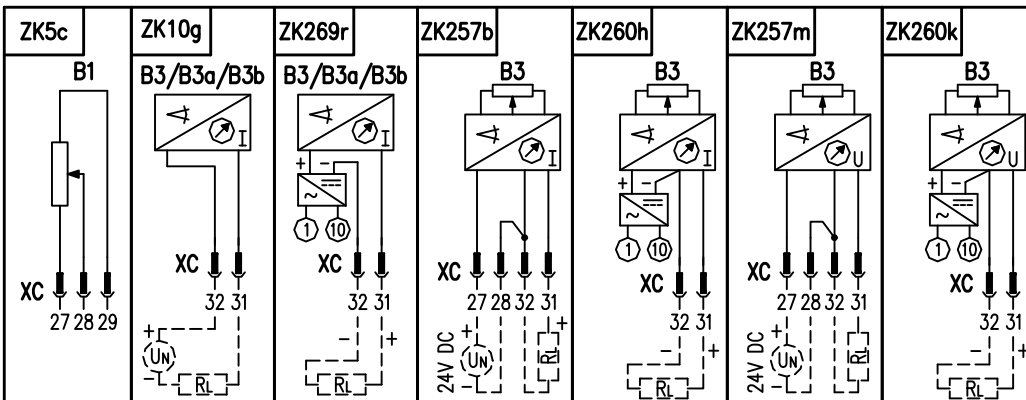 ZK5c ZK10g ZK269r ZK257b ZK260h ZK257m ZK260k
B1 B3/B3a/B3b B3/B3a/B3b B3 B3 B3 B3
I I I I U U
+ - + - + -
~ ~ ~
1 10 1 10 1 10
XC XC XC XC XC XC XC
27 28 29 32 31 32 31 27 28 32 31 32 31 27 28 32 31 32 31
+ - + + + - + + - +
24V DC UN UN RL 24V DC UN RL
- RL RL - RL - RL